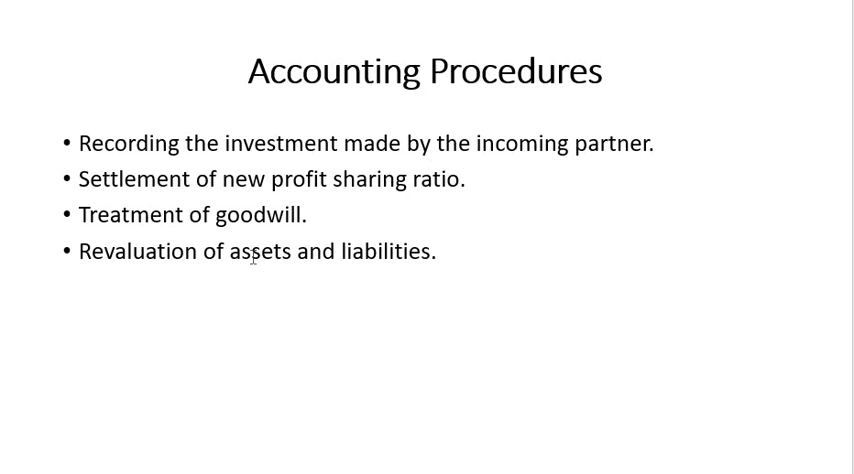 Accounting Procedures
• Recording the investment made by the incoming partner.
• Settlement of new profit sharing ratio.
• Treatment of goodwill.
• Revaluation of assets and liabilities.